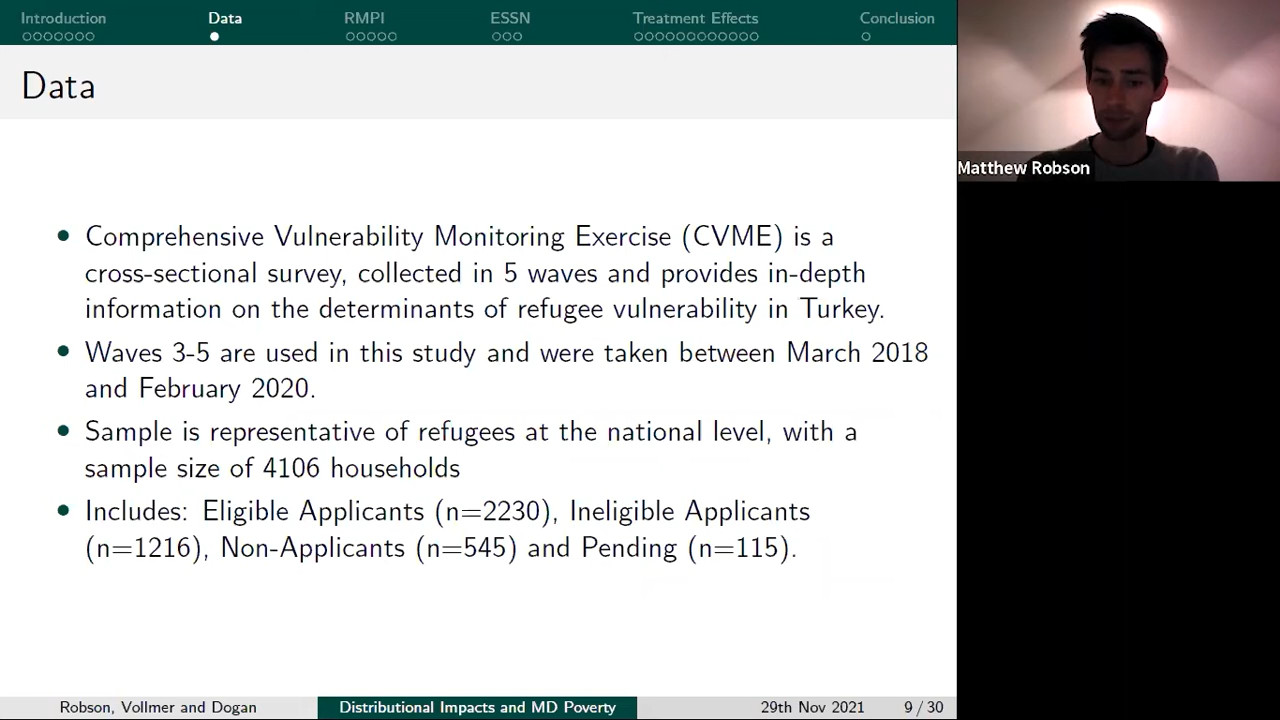 Introduction Data RMPI ESSN Treatment Effects Conclusion
Data
• Comprehensive Vulnerability Monitoring Exercise (CVME) is a
cross-sectional survey, collected in 5 waves and provides in-depth
information on the determinants of refugee vulnerability in Turkey.
• Waves 3-5 are used in this study and were taken between March 2018
and February 2020.
• Sample is representative of refugees at the national level, with a
sample size of 4106 households
• Includes: Eligible Applicants (n=2230), Ineligible Applicants
(n=1216), Non-Applicants (n=545) and Pending (n=115).
Robson, Vollmer and Dogan Distributional Impacts and MD Poverty 29th Nov 2021 9 / 30
Matthew Robson